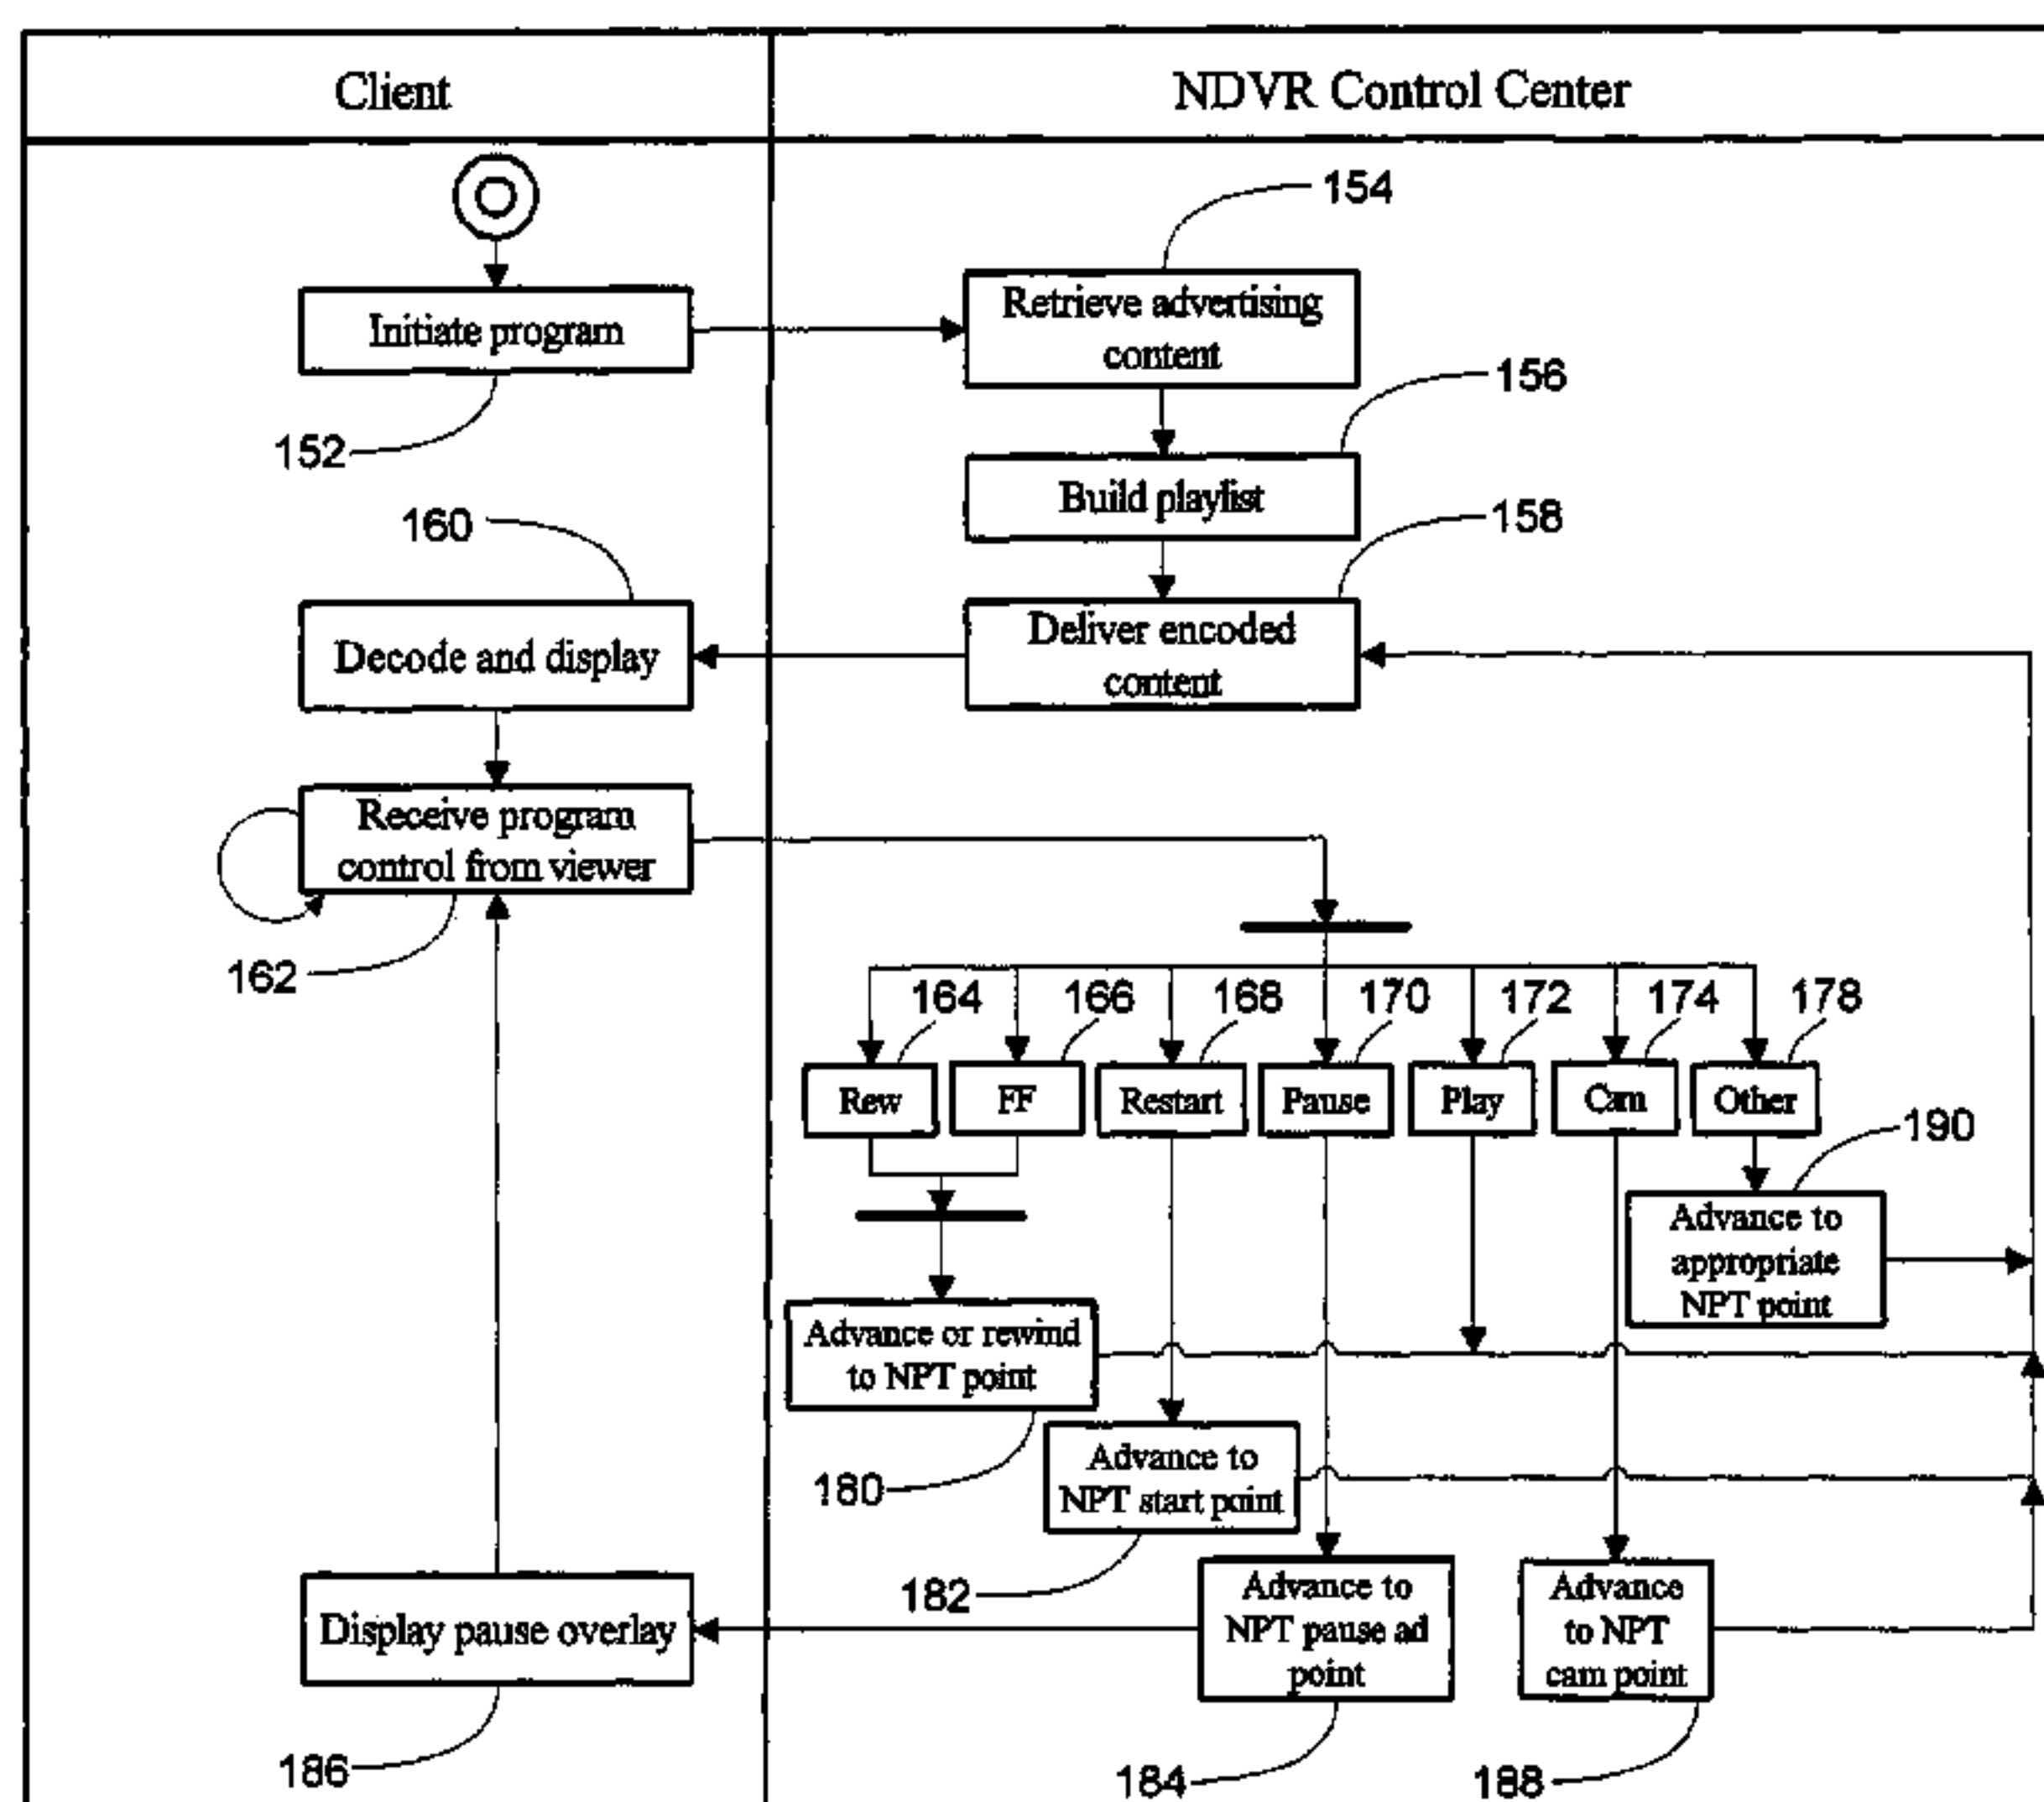 Client
NDVR Control Center
154
Initiate program
Retrieve advertising
content
152
156
Build playlist
160
158
Decode and display
Deliver encoded
content
Receive program
control from viewer
162
164
166
168
170
172
174
178
Rew
FF
Restart
Pause
Play
Cam
Other
190
Advance to
appropriate
NPT point
Advance or rewind
to NPT point
180
Advance to
NPT start point
182
Display pause overlay
Advance to
NPT pause ad
point
Advance
to NPT
cam point
186
184
188